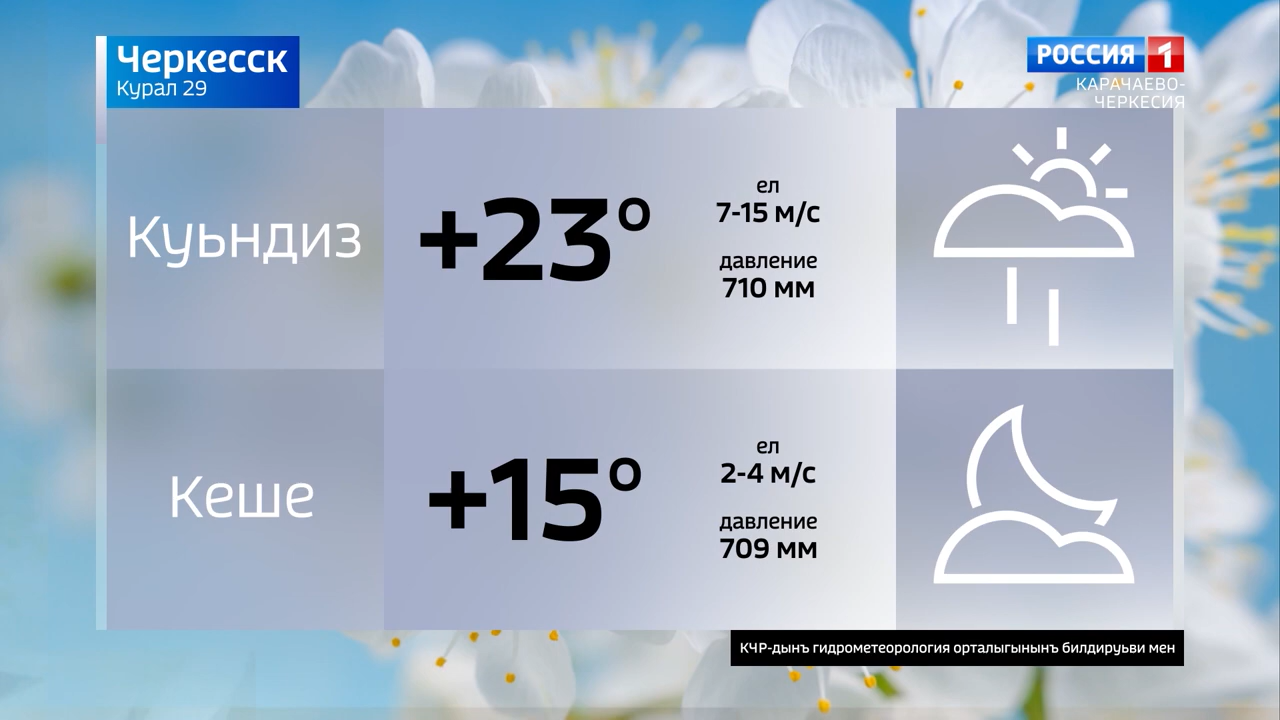 Черкесск
Курал 29
РОССИЯ 1
КАРАЧАЕВО-
ЧЕРКЕСИЯ
Куьндиз
+23°
ел
7-15 м/с
давление
710 мм
Кеше
+15°
ел
2-4 м/с
давление
709 мм
КЧР-дынъ гидрометеорология орталыгынынъ билдируьви мен